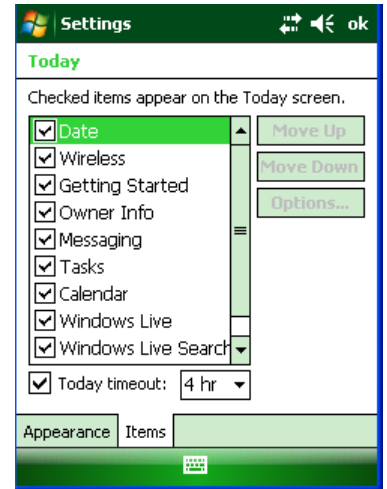 Settings ok
Today
Checked items appear on the Today screen.
Date
Wireless
Getting Started
Owner Info
Messaging
Tasks
Calendar
Windows Live
Windows Live Search
Move Up
Move Down
Options...
Today timeout: 4 hr
Appearance Items